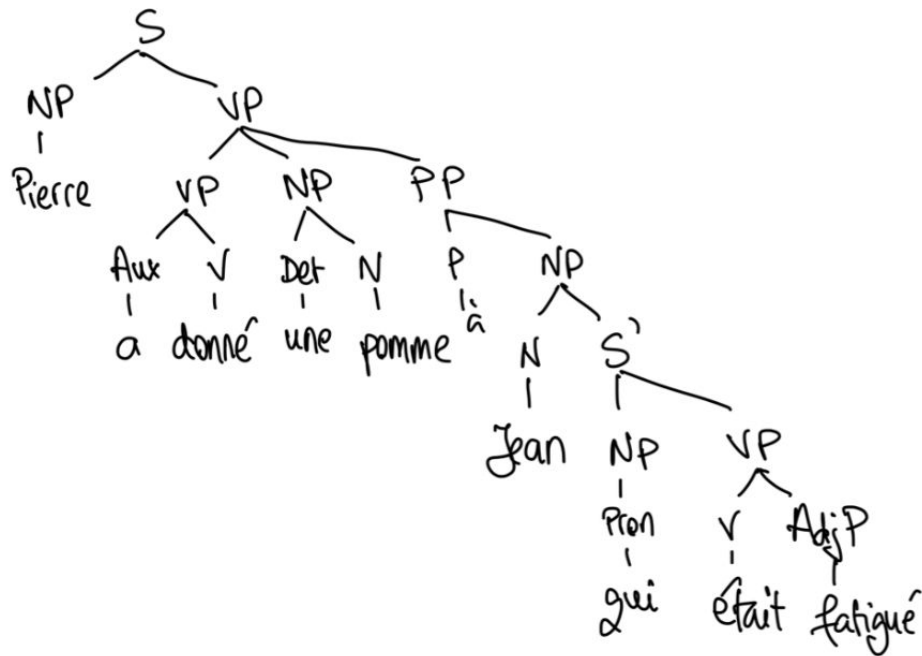 S
NP VP
Pierre VP NP PP
Aux V Det N P NP
a donné une pomme à N S'
Jean NP VP
Pron V AdjP
qui était fatigué